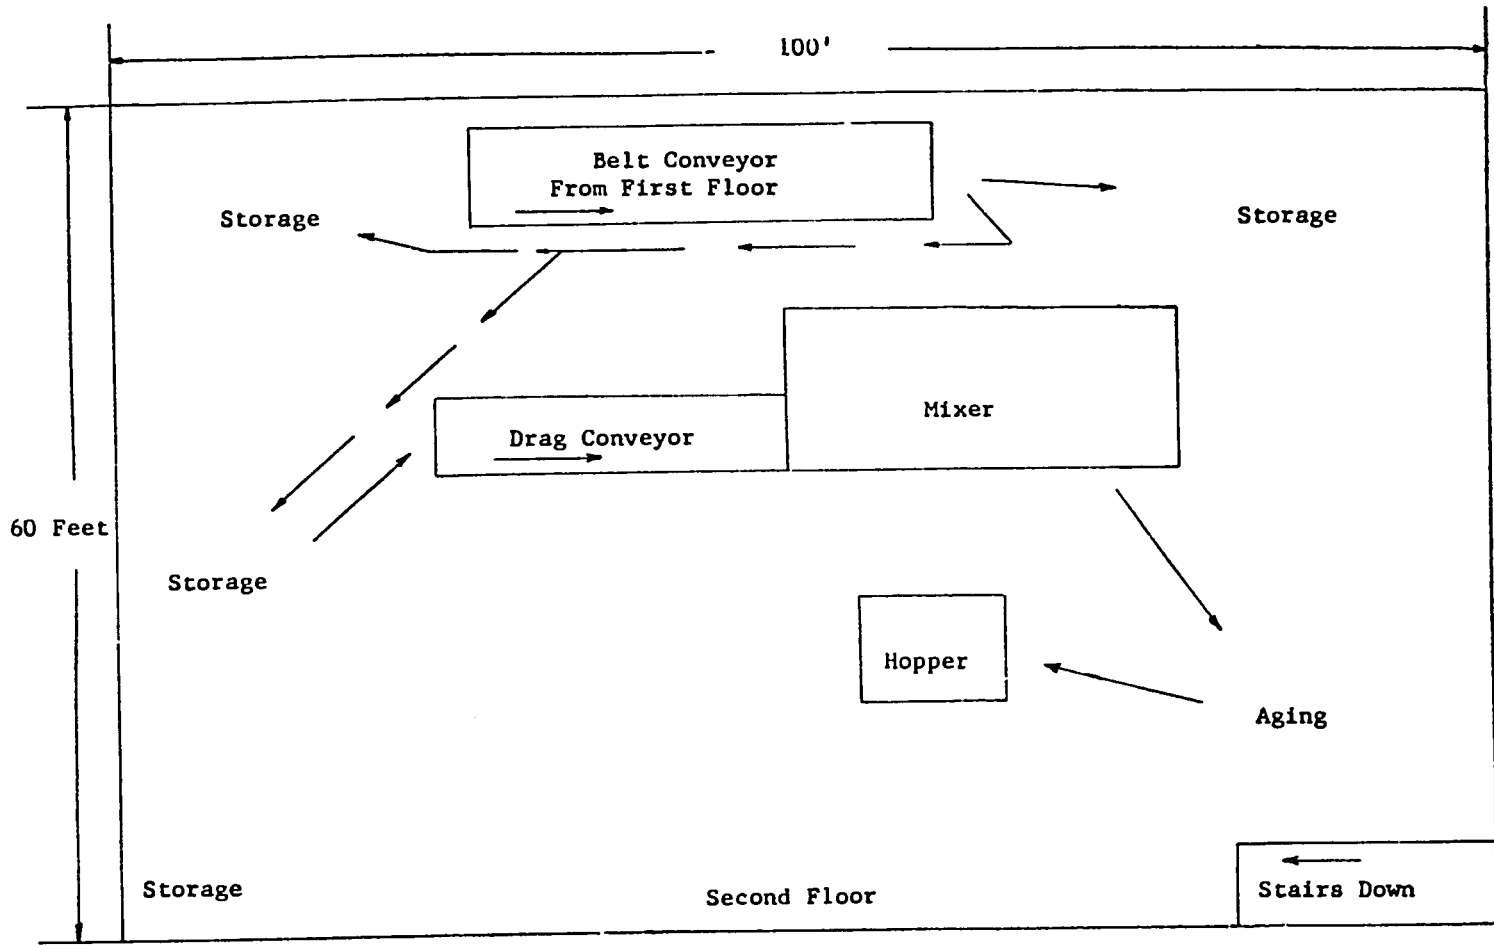 100'
Belt Conveyor
From First Floor
Storage
Storage
Mixer
Drag Conveyor
60 Feet
Storage
Hopper
Aging
Storage
Second Floor
Stairs Down